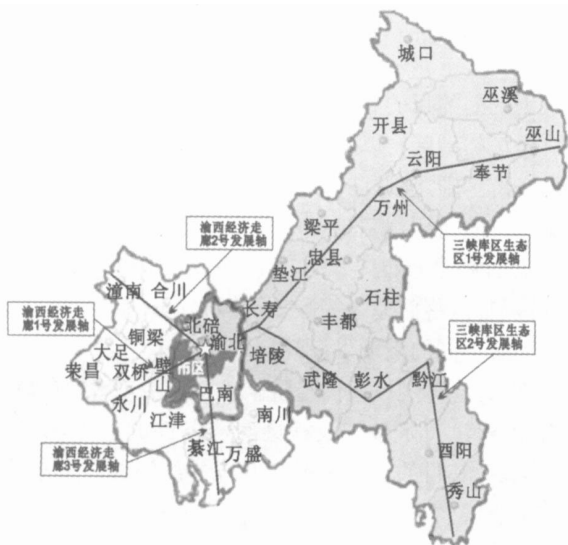 城口
巫溪
开县
巫山
云阳
奉节
万州
渝西经济走
廊2号发展轴
梁平
三峡库区生态
区1号发展轴
忠县
垫江
潼南
合川
石柱
长寿
渝西经济走
廊1号发展轴
北碚
丰都
铜梁
渝北
三峡库区生态
区2号发展轴
大足
培陵
荣昌
双桥
璧山
市区
武隆
彭水
黔江
永川
巴南
江津
南川
渝西经济走
廊3号发展轴
綦江
万盛
酉阳
秀山